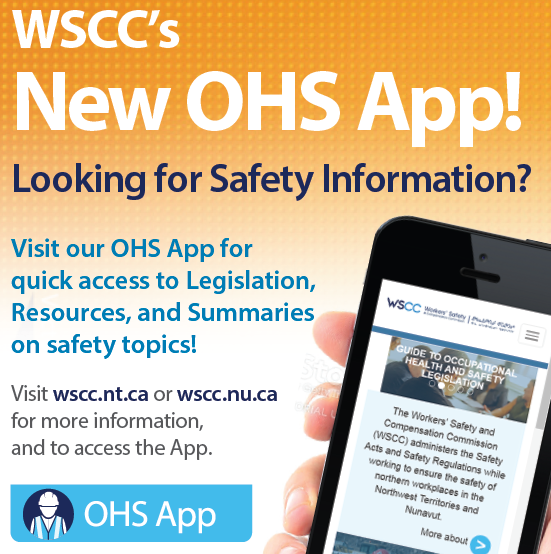 WSCC's
New OHS App!
Looking for Safety Information?
Visit our OHS App for
quick access to Legislation,
Resources, and Summaries
on safety topics!
Visit wscc.nt.ca or wscc.nu.ca
for more information,
and to access the App.
OHS App
WSCC Workers' Safety
GUIDE TO OCCUPATIONAL
HEALTH AND SAFETY
LEGISLATION
The Workers' Safety and
Compensation Commission
(WSCC) administers the Safety
Acts and Safety Regulations while
working to ensure the safety of
northern workplaces in the
Northwest Territories and
Nunavut.
More about >